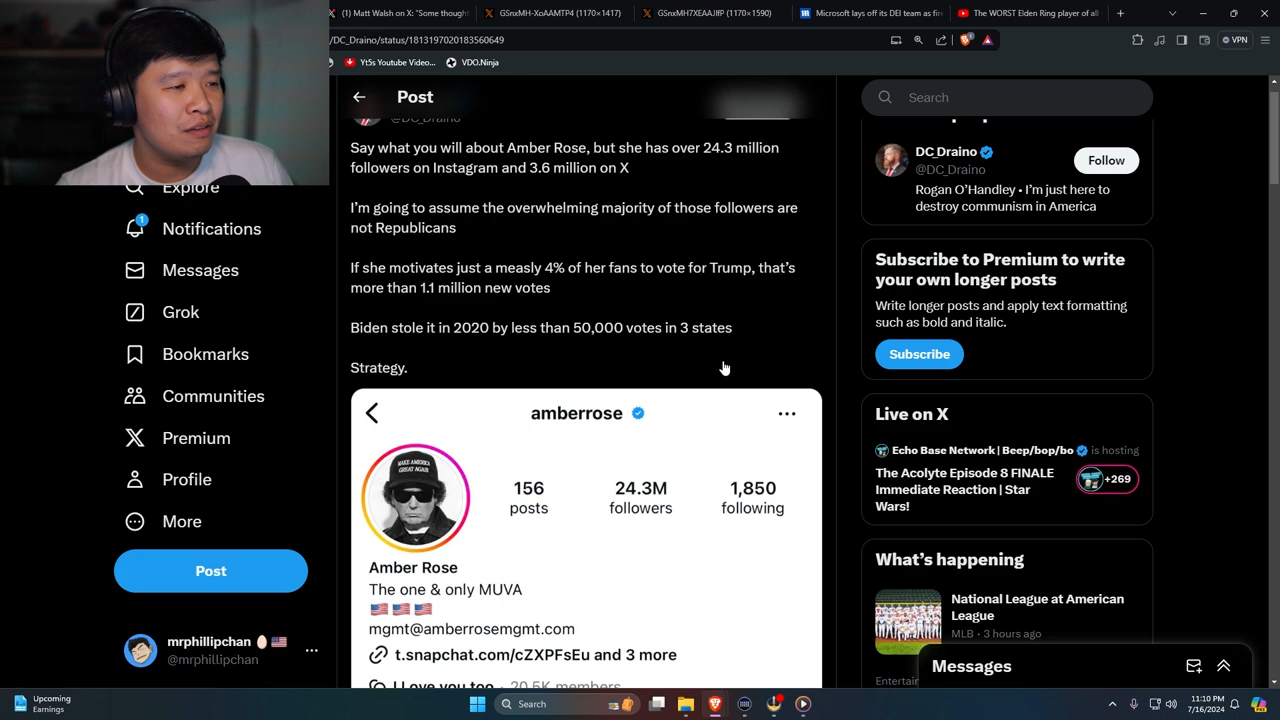 (1) Matt Walsh on X: "Some though
GSnxMH-XoAAMTP4 (1170×1417)
GSnxMH7XEAAJlfP (1170×1590)
Microsoft lays off its DEI team as fir
The WORST Elden Ring player of all
/DC_Draino/status/1813197020183560649
VPN
Yt5s Youtube Video...
VDO.Ninja
Post
@DC_Draino
Search
Say what you will about Amber Rose, but she has over 24.3 million
followers on Instagram and 3.6 million on X
I'm going to assume the overwhelming majority of those followers are
not Republicans
If she motivates just a measly 4% of her fans to vote for Trump, that's
more than 1.1 million new votes
Biden stole it in 2020 by less than 50,000 votes in 3 states
Strategy.
amberrose
MAKE AMERICA
GREAT AGAIN
156
posts
24.3M
followers
1,850
following
Amber Rose
The one & only MUVA
mgmt@amberrosemgmt.com
t.snapchat.com/cZXPFsEu and 3 more
I Love you too 20.5K members
Explore
1
Notifications
Messages
Grok
Bookmarks
Communities
Premium
Profile
More
Post
mrphillipchan
@mrphillipchan
DC_Draino
@DC_Draino
Follow
Rogan O'Handley • I'm just here to
destroy communism in America
Subscribe to Premium to write
your own longer posts
Write longer posts and apply text formatting
such as bold and italic.
Subscribe
Live on X
Echo Base Network | Beep/bop/bo is hosting
The Acolyte Episode 8 FINALE
Immediate Reaction | Star
Wars!
+269
What's happening
National League at American
League
MLB • 3 hours ago
Entertain
Messages
Upcoming
Earnings
Search
11:10 PM
7/16/2024